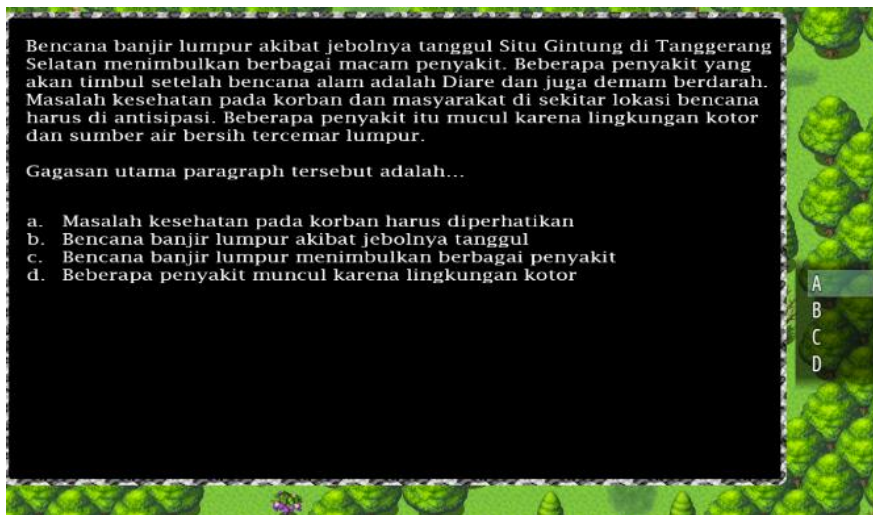 Bencana banjir lumpur akibat jebolnya tanggul Situ Gintung di Tanggerang
Selatan menimbulkan berbagai macam penyakit. Beberapa penyakit yang
akan timbul setelah bencana alam adalah Diare dan juga demam berdarah.
Masalah kesehatan pada korban dan masyarakat di sekitar lokasi bencana
harus di antisipasi. Beberapa penyakit itu mucul karena lingkungan kotor
dan sumber air bersih tercemar lumpur.
Gagasan utama paragraph tersebut adalah...
a. Masalah kesehatan pada korban harus diperhatikan
b. Bencana banjir lumpur akibat jebolnya tanggul
c. Bencana banjir lumpur menimbulkan berbagai penyakit
d. Beberapa penyakit muncul karena lingkungan kotor
A
B
C
D